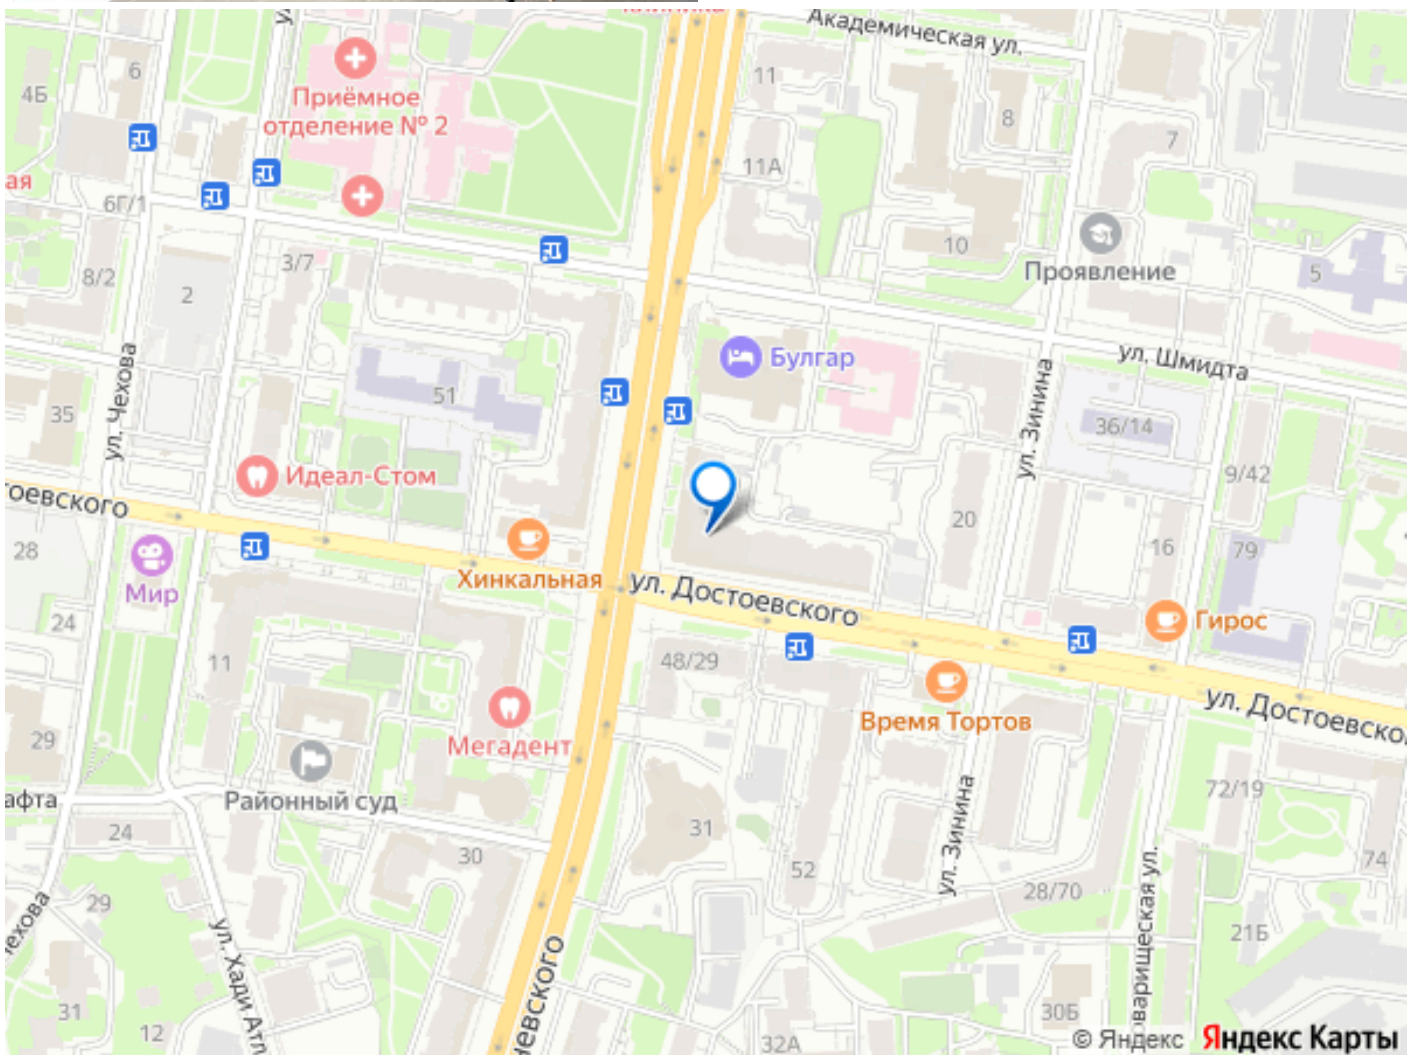 Академическая ул.
11
6
4Б
Приёмное
отделение № 2
8
7
11А
ая
6Г/1
10
Проявление
3/7
8/2
2
5
Булгар
ул. Шмидта
ул. Чехова
51
35
ул. Зинина
36/14
9/42
Идеал-Стом
тоевского
20
28
16
79
Хинкальная
Мир
ул. Достоевского
Гирос
24
11
48/29
ул. Достоевско
Время Тортов
Мегадент
29
Районный суд
афта
72/19
24
31
74
30
52
ул. Зинина
28/70
29
ул. Хади Атл
оварищеская ул.
21Б
невского
31
12
30Б
32А
© Яндекс Яндекс Карты